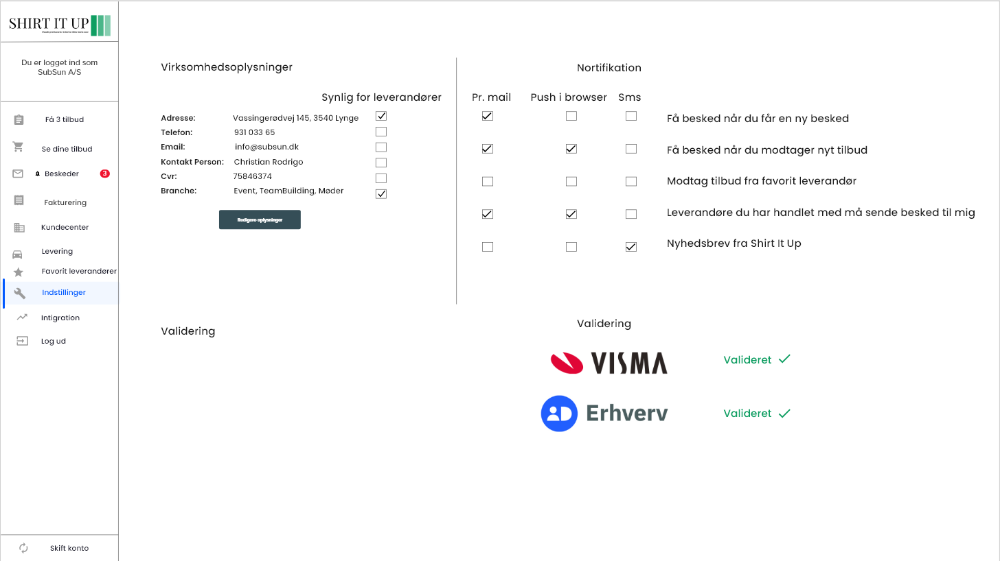 SHIRT IT UP
Du er logget ind som
SubSun A/S
Få 3 tilbud
Se dine tilbud
Beskeder 3
Fakturering
Kundecenter
Levering
Favorit leverandører
Indstillinger
Intigration
Log ud
Skift konto
Virksomhedsoplysninger
Synlig for leverandører
Adresse: Vassingerødvej 145, 3540 Lynge
Telefon: 931 033 65
Email: info@subsun.dk
Kontakt Person: Christian Rodrigo
Cvr: 75846374
Branche: Event, TeamBuilding, Møder
Redigere oplysninger
Nortifikation
Pr. mail Push i browser Sms
Få besked når du får en ny besked
Få besked når du modtager nyt tilbud
Modtag tilbud fra favorit leverandør
Leverandøre du har handlet med må sende besked til mig
Nyhedsbrev fra Shirt It Up
Validering
Validering
VISMA Valideret
Erhverv Valideret